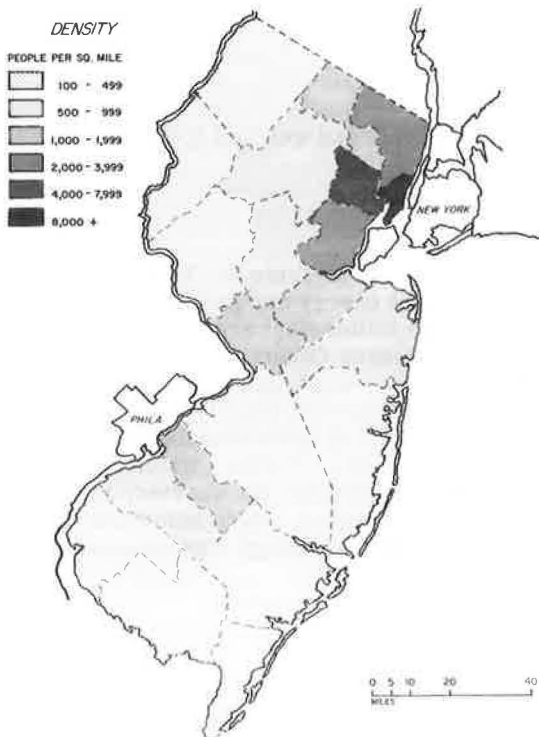 DENSITY
PEOPLE PER SQ. MILE
100 - 499
500 - 999
1,000 - 1,999
2,000 - 3,999
4,000 - 7,999
8,000 +
NEW YORK
PHILA
0 5 10 20 40
MILES